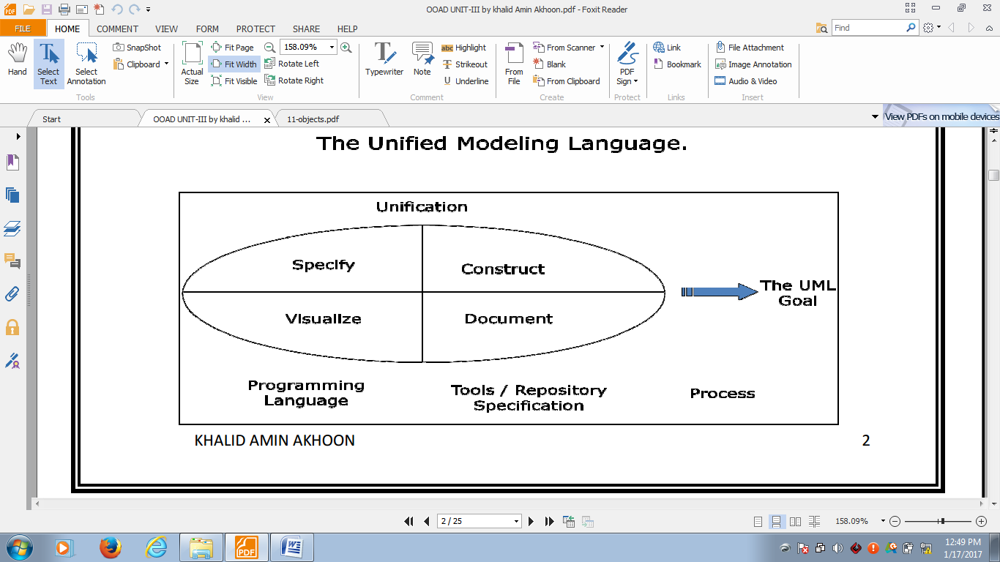 OOAD UNIT-III by khalid Amin Akhoon.pdf - Foxit Reader
FILE HOME COMMENT VIEW FORM PROTECT SHARE HELP
Find
Hand
Select Text
Select Annotation
SnapShot
Clipboard
Tools
Actual Size
Fit Page
Fit Width
Fit Visible
158.09%
Rotate Left
Rotate Right
View
Typewriter
Note
abc Highlight
Strikeout
U Underline
Comment
From File
From Scanner
Blank
From Clipboard
Create
PDF Sign
Protect
Link
Bookmark
Links
File Attachment
Image Annotation
Audio & Video
Insert
Start
OOAD UNIT-III by khalid ...
11-objects.pdf
View PDFs on mobile devices
The Unified Modeling Language.
Unification
Specify
Construct
The UML
Goal
Visualize
Document
Programming
Language
Tools / Repository
Specification
Process
KHALID AMIN AKHOON 2
2 / 25
158.09%
PDF
12:49 PM
1/17/2017